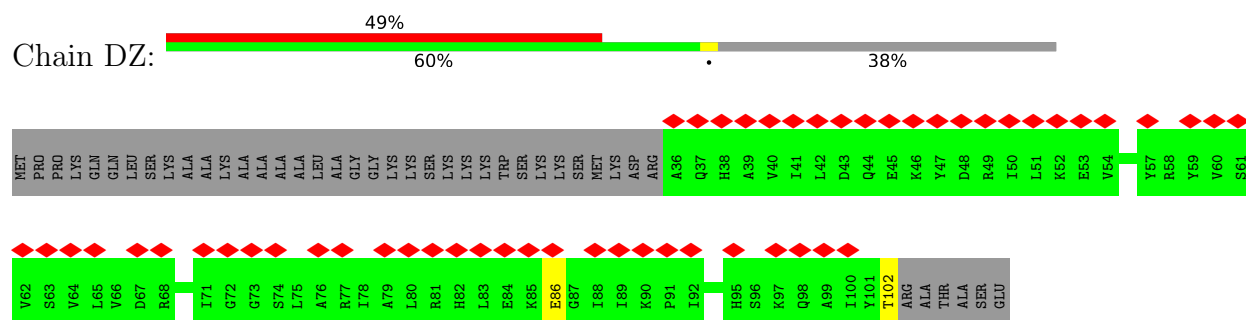 49%
Chain DZ:
60% • 38%
MET PRO PRO LYS GLN GLN LEU SER LYS ALA ALA LYS ALA ALA ALA ALA LEU ALA GLY GLY LYS LYS SER LYS LYS LYS TRP SER LYS LYS SER MET LYS ASP ARG A36 Q37 H38 A39 V40 I41 L42 D43 Q44 E45 K46 Y47 D48 R49 I50 L51 K52 E53 V54 Y57 R58 Y59 V60 S61
V62 S63 V64 L65 V66 D67 R68 I71 G72 G73 S74 L75 A76 R77 I78 A79 L80 R81 H82 L83 E84 K85 E86 G87 I88 I89 K90 P91 I92 H95 S96 K97 Q98 A99 I100 Y101 T102 ARG ALA THR ALA SER GLU